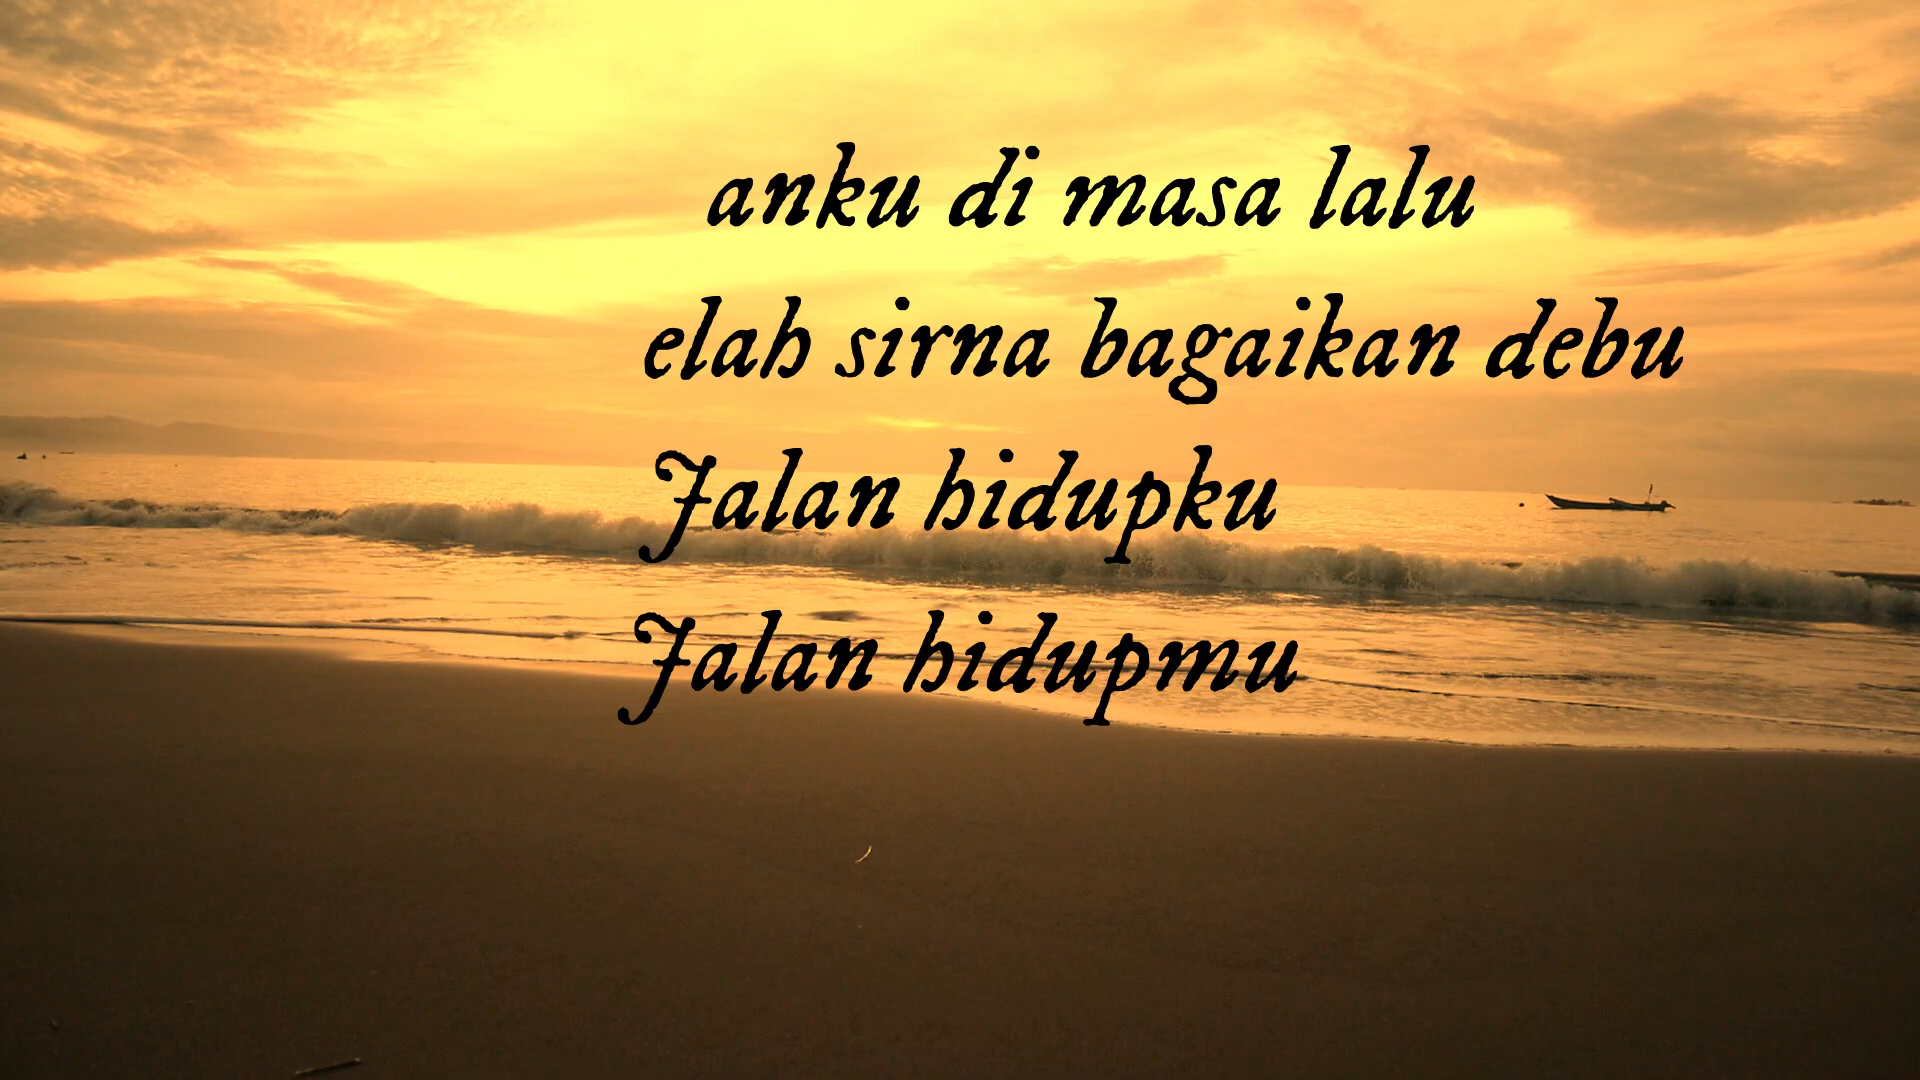 anku di masa lalu
elah sirna bagaikan debu
Jalan hidupku
Jalan hidupmu